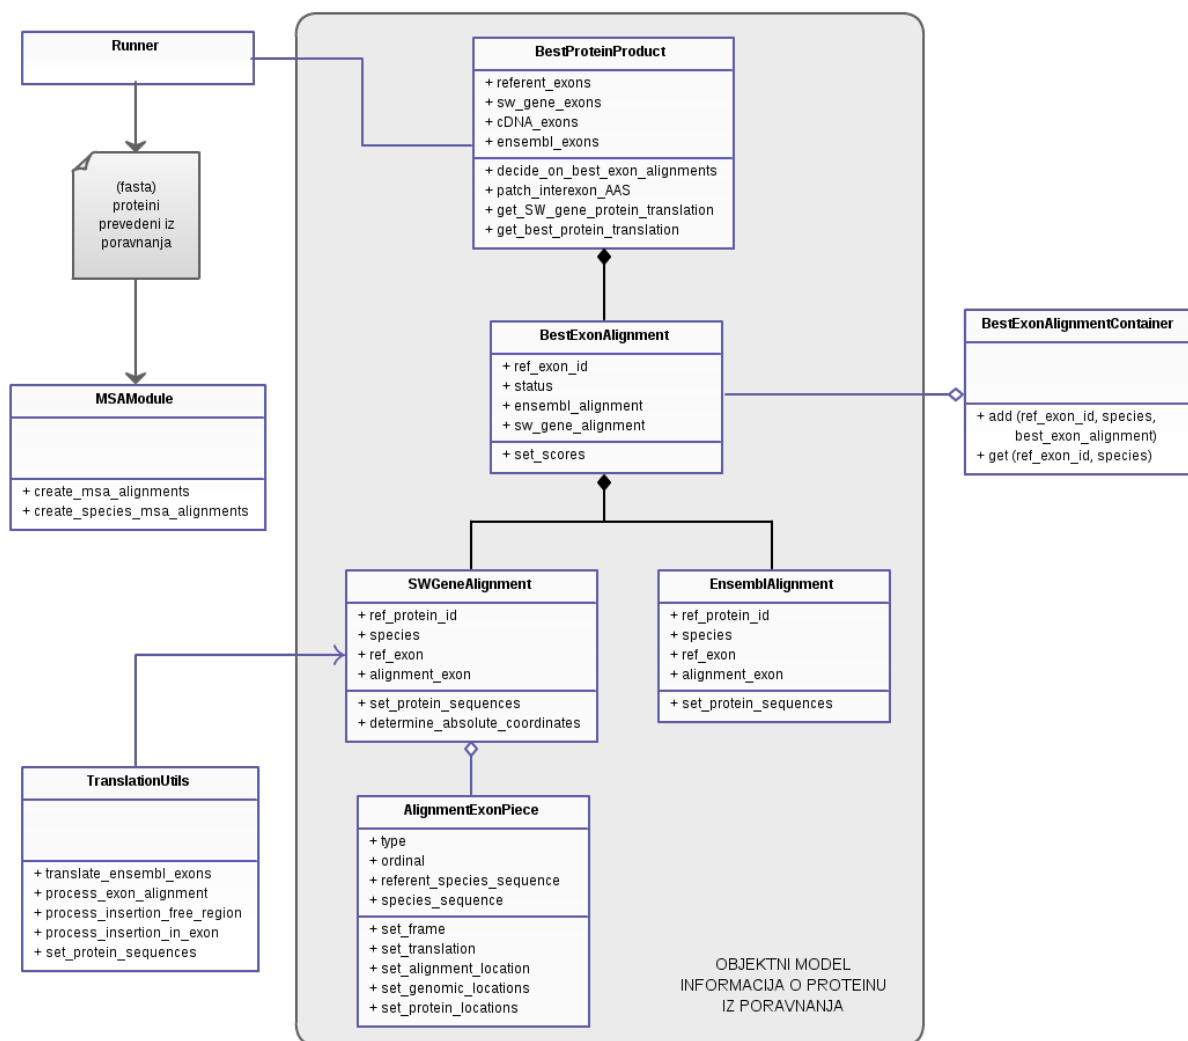 Runner
(fasta)
proteini
prevedeni iz
poravnanja
MSAModule
+ create_msa_alignments
+ create_species_msa_alignments
BestProteinProduct
+ referent_exons
+ sw_gene_exons
+ cDNA_exons
+ ensembl_exons
+ decide_on_best_exon_alignments
+ patch_interexon_AAS
+ get_SW_gene_protein_translation
+ get_best_protein_translation
BestExonAlignment
+ ref_exon_id
+ status
+ ensembl_alignment
+ sw_gene_alignment
+ set_scores
BestExonAlignmentContainer
+ add (ref_exon_id, species,
best_exon_alignment)
+ get (ref_exon_id, species)
SWGeneAlignment
+ ref_protein_id
+ species
+ ref_exon
+ alignment_exon
+ set_protein_sequences
+ determine_absolute_coordinates
EnsemblAlignment
+ ref_protein_id
+ species
+ ref_exon
+ alignment_exon
+ set_protein_sequences
TranslationUtils
+ translate_ensembl_exons
+ process_exon_alignment
+ process_insertion_free_region
+ process_insertion_in_exon
+ set_protein_sequences
AlignmentExonPiece
+ type
+ ordinal
+ referent_species_sequence
+ species_sequence
+ set_frame
+ set_translation
+ set_alignment_location
+ set_genomic_locations
+ set_protein_locations
OBJEKTNI MODEL
INFORMACIJA O PROTEINU
IZ PORAVNANJA